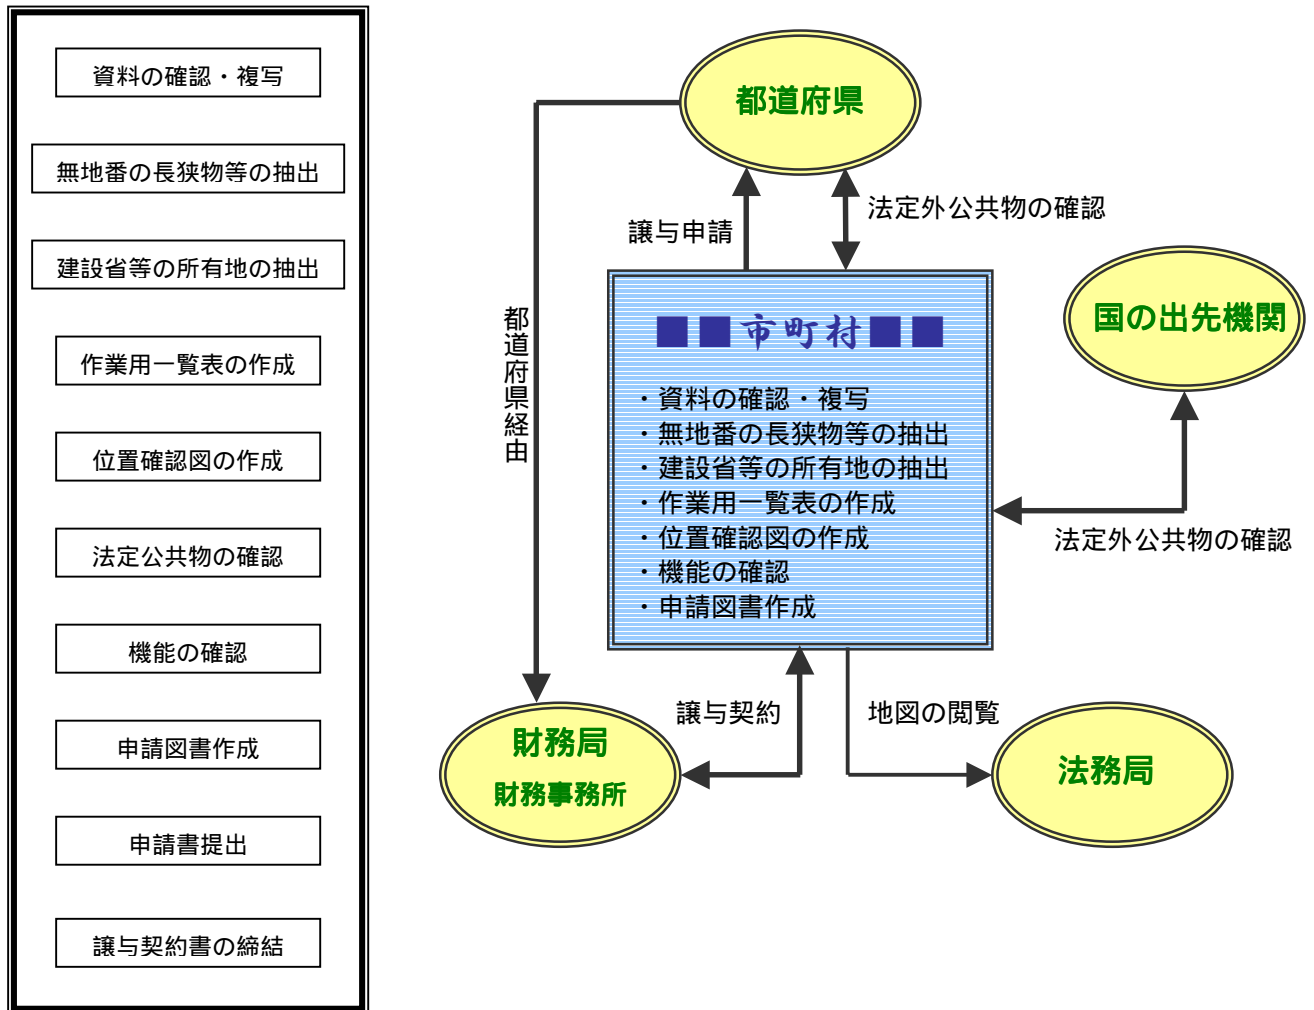 資料の確認・複写
無地番の長狭物等の抽出
建設省等の所有地の抽出
作業用一覧表の作成
位置確認図の作成
法定公共物の確認
機能の確認
申請図書作成
申請書提出
譲与契約書の締結
都道府県
譲与申請
法定外公共物の確認
都道府県経由
国の出先機関
法定外公共物の確認
■■市町村■■
・資料の確認・複写
・無地番の長狭物等の抽出
・建設省等の所有地の抽出
・作業用一覧表の作成
・位置確認図の作成
・機能の確認
・申請図書作成
譲与契約
地図の閲覧
財務局
財務事務所
法務局